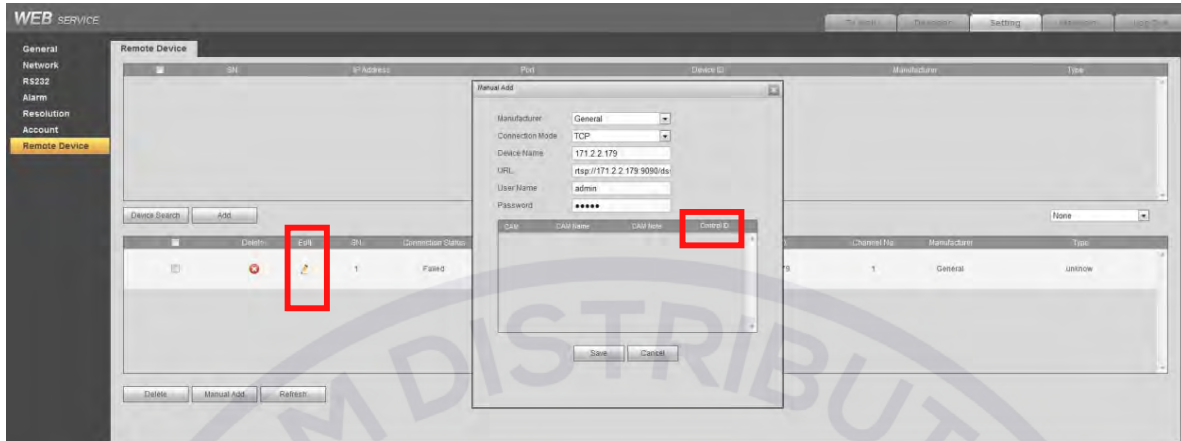 WEB SERVICE
Setting
General
Network
RS232
Alarm
Resolution
Account
Remote Device
Remote Device
SN IP Address Port Device ID Manufacturer Type
Manual Add
Manufacturer General
Connection Mode TCP
Device Name 171.2.2.179
URL rtsp://171.2.2.179:9090/ds
User Name admin
Password •••••
CAM CAM Name CAM Note Control ID
Save Cancel
Device Search Add None
Delete Edit SN Connection Status Channel No. Manufacturer Type
1 Failed 79 1 General unknow
Delete Manual Add Refresh
DISTRIBUT